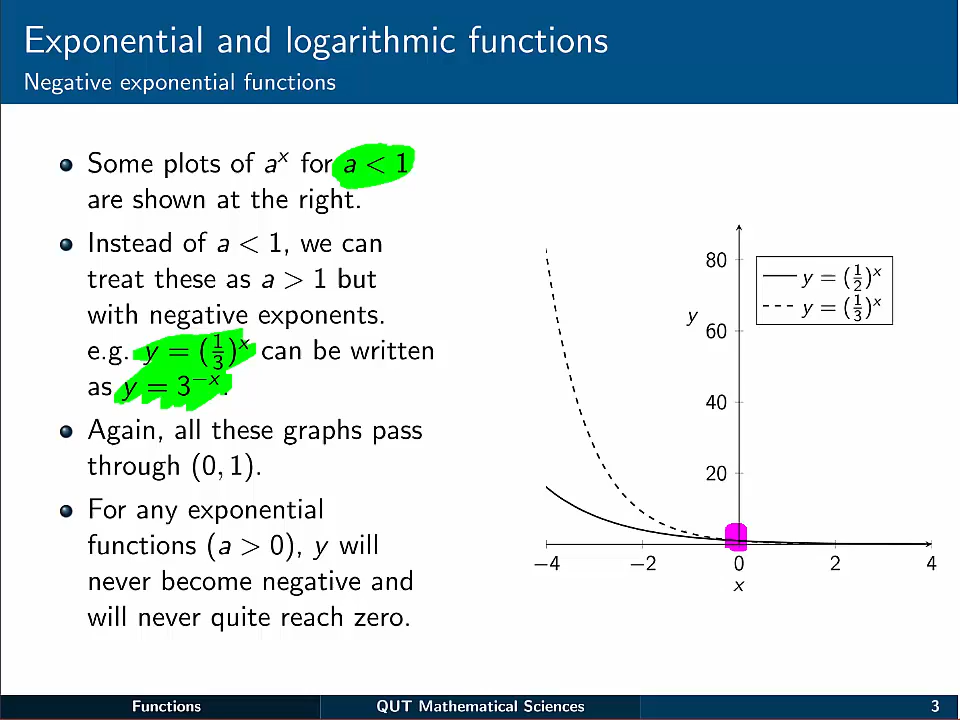 Exponential and logarithmic functions
Negative exponential functions
Some plots of aˣ for a < 1
are shown at the right.
Instead of a < 1, we can
treat these as a > 1 but
with negative exponents.
e.g. y = (1/3)ˣ can be written
as y = 3⁻ˣ.
Again, all these graphs pass
through (0, 1).
For any exponential
functions (a > 0), y will
never become negative and
will never quite reach zero.
80
60
40
20
y
y = (1/2)ˣ
y = (1/3)ˣ
−4 −2 0 2 4
x
Functions QUT Mathematical Sciences 3